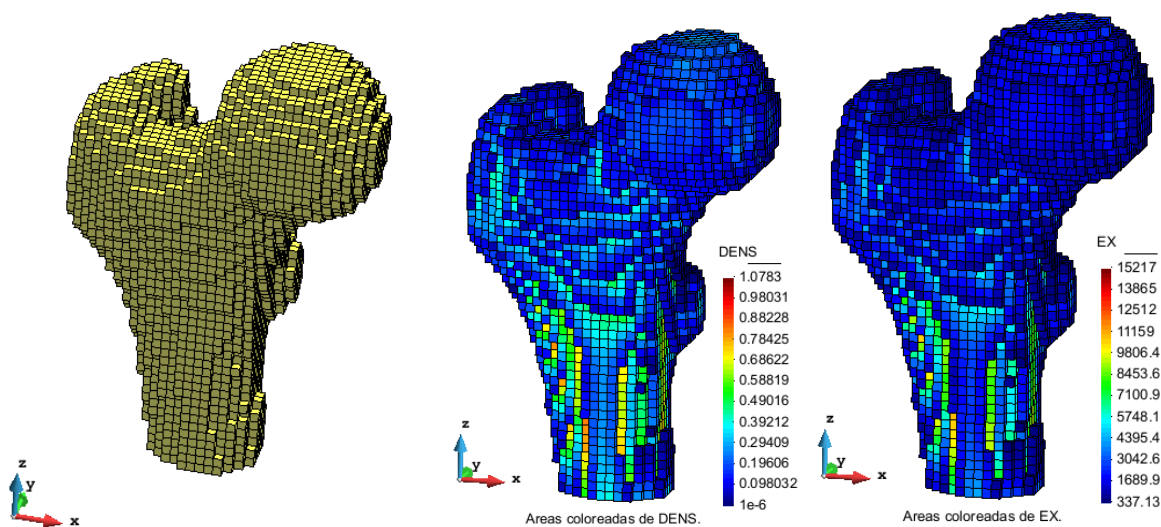 z
y
x
DENS
1.0783
0.98031
0.88228
0.78425
0.68622
0.58819
0.49016
0.39213
0.29409
0.19606
0.098032
1e-6
z
y
x
Areas coloreadas de DENS.
EX
15217
13865
12512
11159
9806.4
8453.6
7100.9
5748.1
4395.4
3042.6
1689.9
337.13
z
y
x
Areas coloreadas de EX.